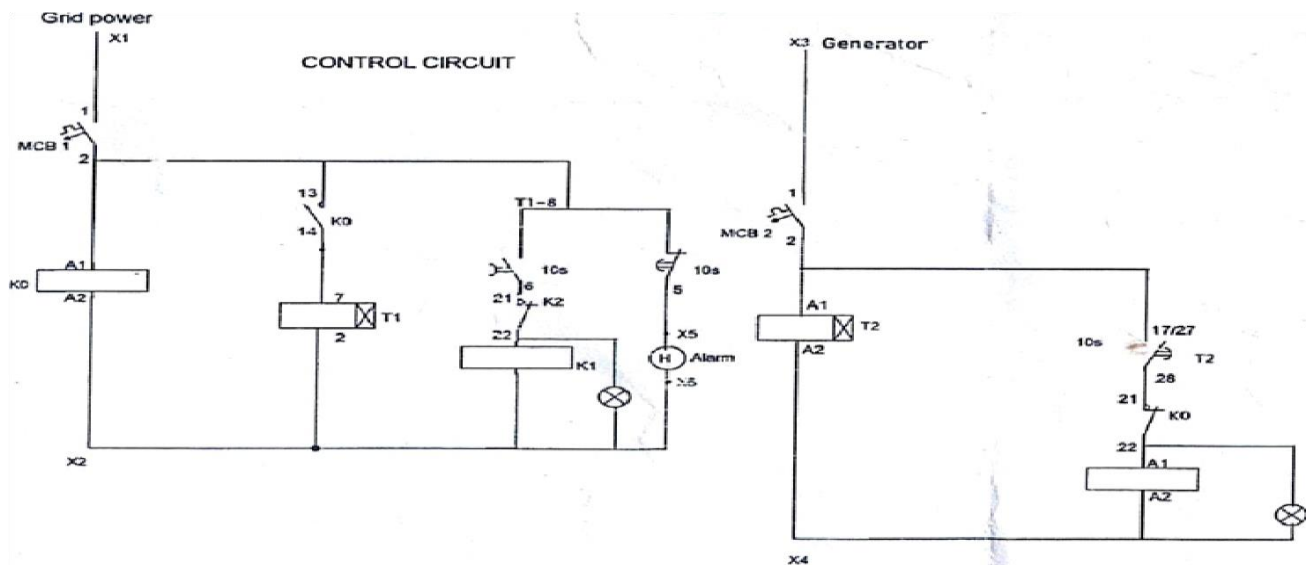 Grid power
X1
CONTROL CIRCUIT
1
MCB 1
2
13
K0
14
A1
K0
A2
7
T1
2
T1-8
10s
6
21
K2
22
K1
10s
5
X5
H
Alarm
X2
X3 Generator
1
MCB 2
2
A1
T2
A2
17/27
10s
T2
28
21
K0
22
A1
A2
X4